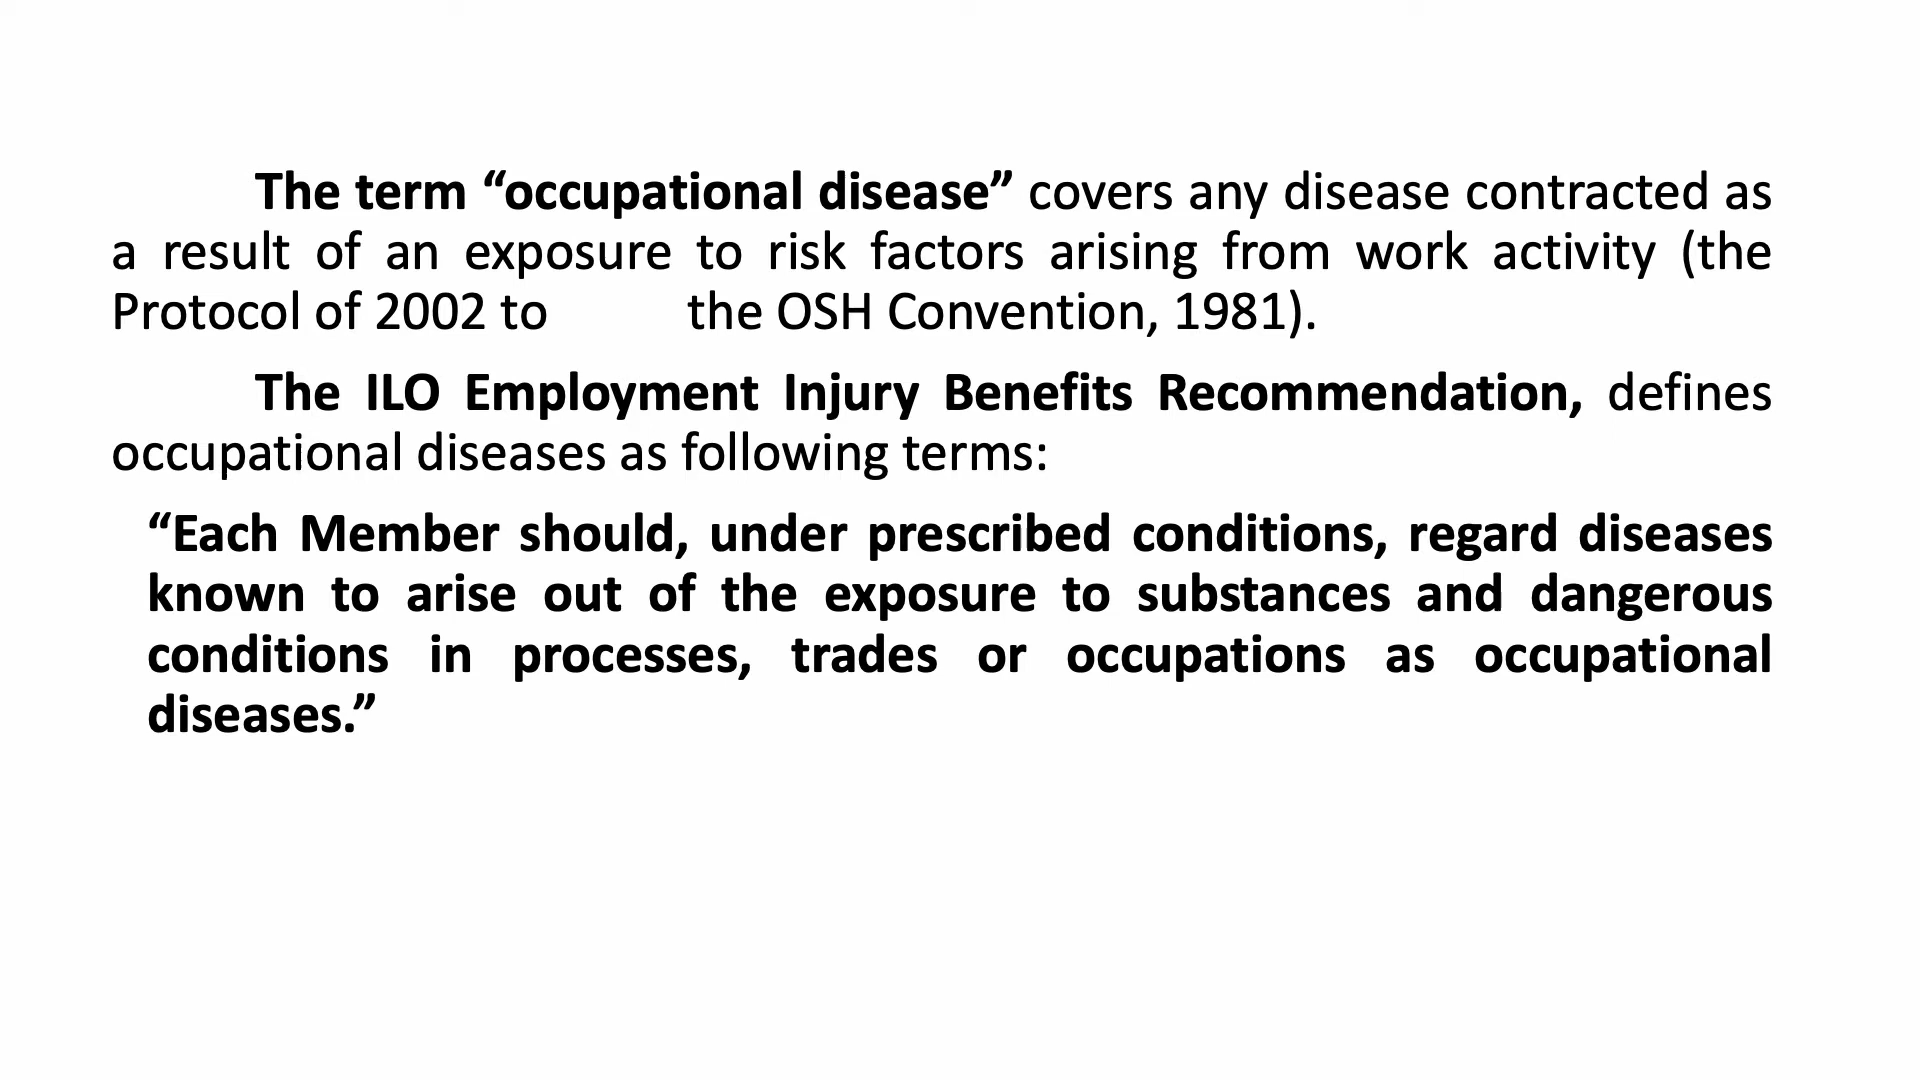 The term “occupational disease” covers any disease contracted as
a result of an exposure to risk factors arising from work activity (the
Protocol of 2002 to the OSH Convention, 1981).
The ILO Employment Injury Benefits Recommendation, defines
occupational diseases as following terms:
“Each Member should, under prescribed conditions, regard diseases
known to arise out of the exposure to substances and dangerous
conditions in processes, trades or occupations as occupational
diseases.”